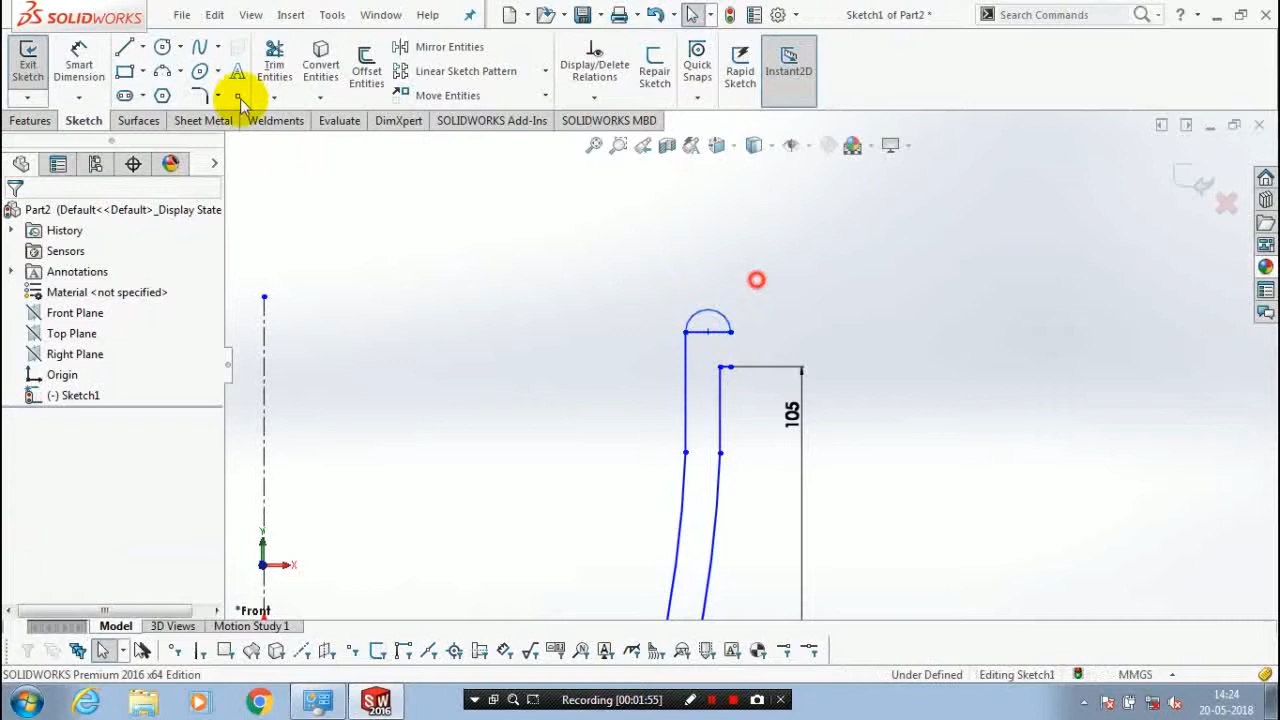 SOLIDWORKS
File Edit View Insert Tools Window Help
Sketch1 of Part2 *
Search Commands
Exit Sketch
Smart Dimension
Trim Entities
Convert Entities
Offset Entities
Mirror Entities
Linear Sketch Pattern
Move Entities
Display/Delete Relations
Repair Sketch
Quick Snaps
Rapid Sketch
Instant2D
Features Sketch Surfaces Sheet Metal Weldments Evaluate DimXpert SOLIDWORKS Add-Ins SOLIDWORKS MBD
Part2 (Default<<Default>_Display State
History
Sensors
Annotations
Material <not specified>
Front Plane
Top Plane
Right Plane
Origin
(-) Sketch1
105
Y
X
*Front
Model 3D Views Motion Study 1
SOLIDWORKS Premium 2016 x64 Edition
Under Defined Editing Sketch1 MMGS
Recording [00:01:55]
SW 2016
14:24
20-05-2018